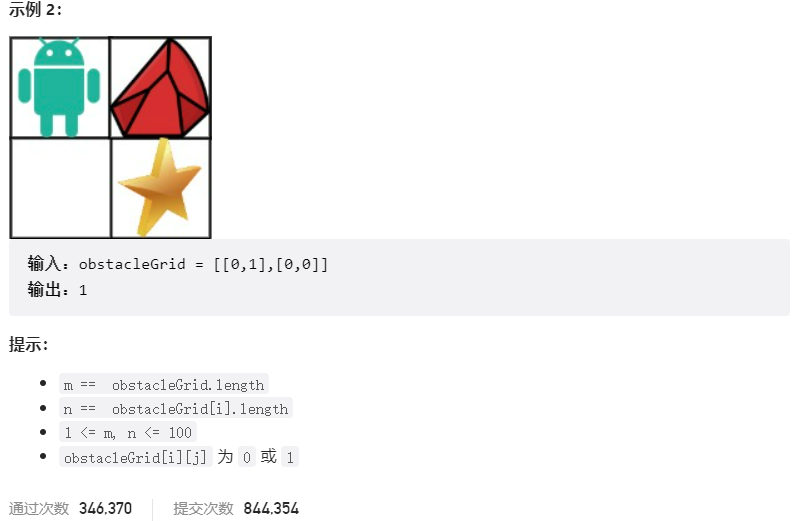 示例 2：
输入：obstacleGrid = [[0,1],[0,0]]
输出：1
提示：
m == obstacleGrid.length
n == obstacleGrid[i].length
1 <= m, n <= 100
obstacleGrid[i][j] 为 0 或 1
通过次数 346,370 提交次数 844,354